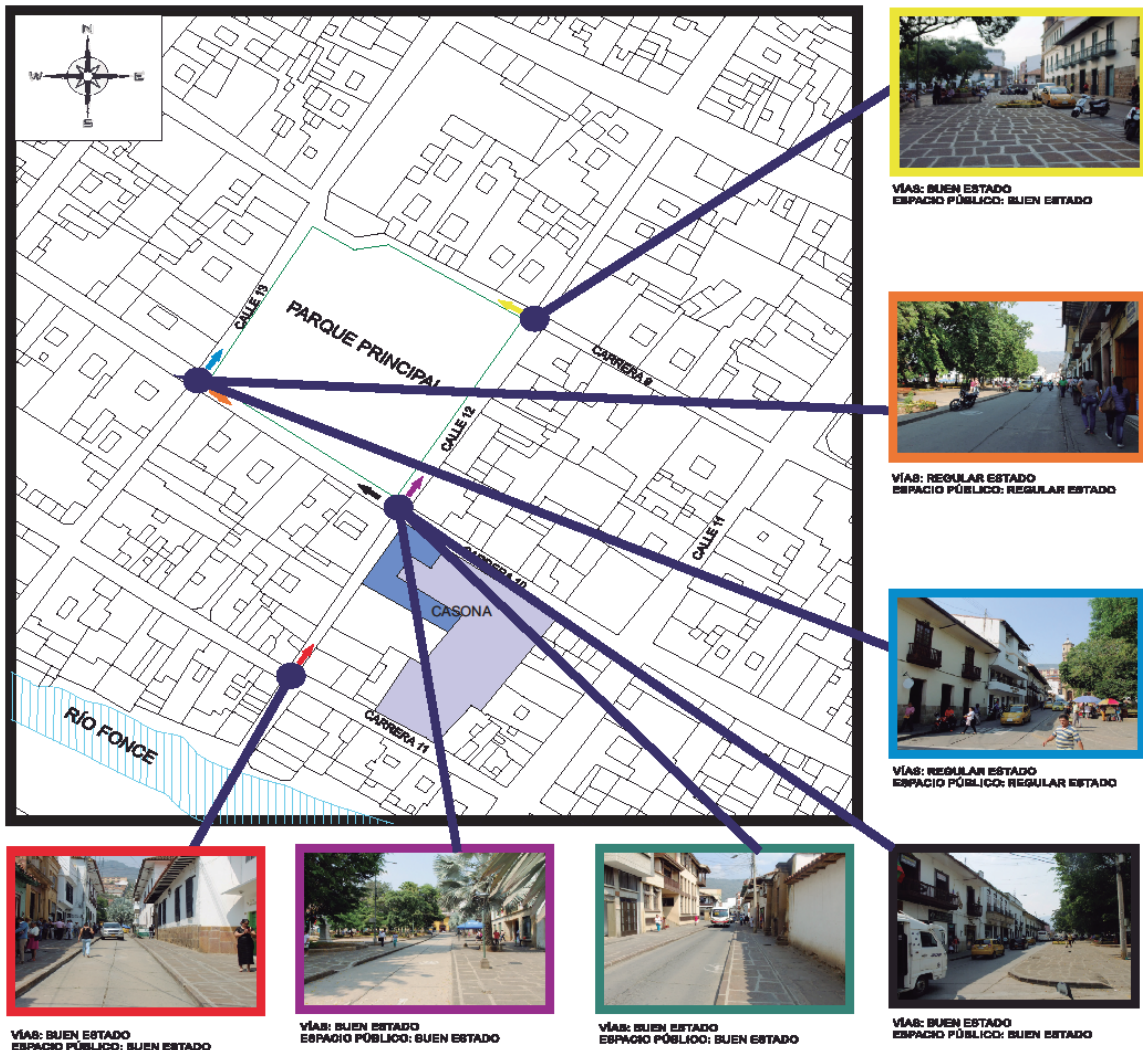 N
W
E
S
VÍAS: BUEN ESTADO
ESPACIO PÚBLICO: BUEN ESTADO
CALLE 13
PARQUE PRINCIPAL
CARRERA 9
CALLE 12
VÍAS: REGULAR ESTADO
ESPACIO PÚBLICO: REGULAR ESTADO
CALLE 11
CARRERA 10
CASONA
CARRERA 11
RÍO FONCE
VÍAS: REGULAR ESTADO
ESPACIO PÚBLICO: REGULAR ESTADO
VÍAS: BUEN ESTADO
ESPACIO PÚBLICO: BUEN ESTADO
VÍAS: BUEN ESTADO
ESPACIO PÚBLICO: BUEN ESTADO
VÍAS: BUEN ESTADO
ESPACIO PÚBLICO: BUEN ESTADO
VÍAS: BUEN ESTADO
ESPACIO PÚBLICO: BUEN ESTADO